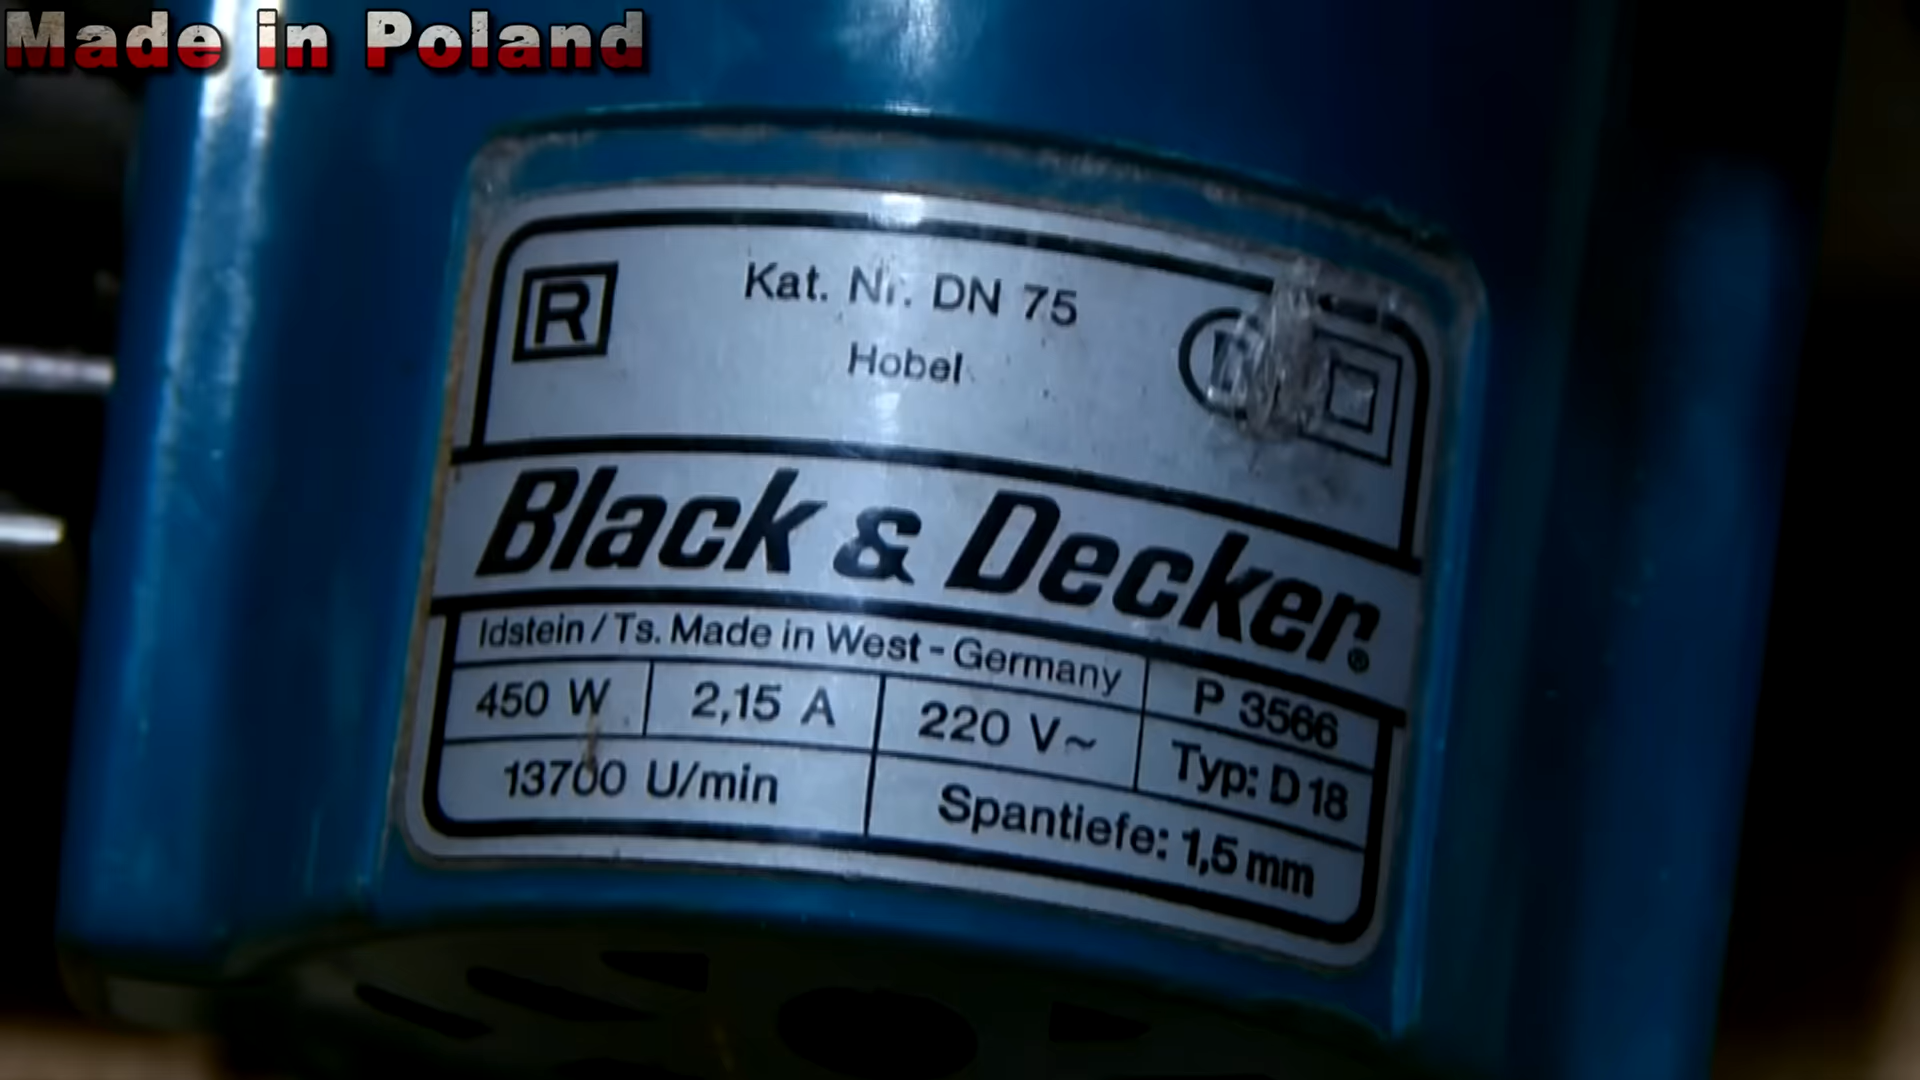 Made in Poland
R
Kat. Nr. DN 75
Hobel
Black & Decker®
Idstein / Ts. Made in West - Germany
P 3566
450 W 2,15 A 220 V~
Typ: D 18
13700 U/min
Spantiefe: 1,5 mm